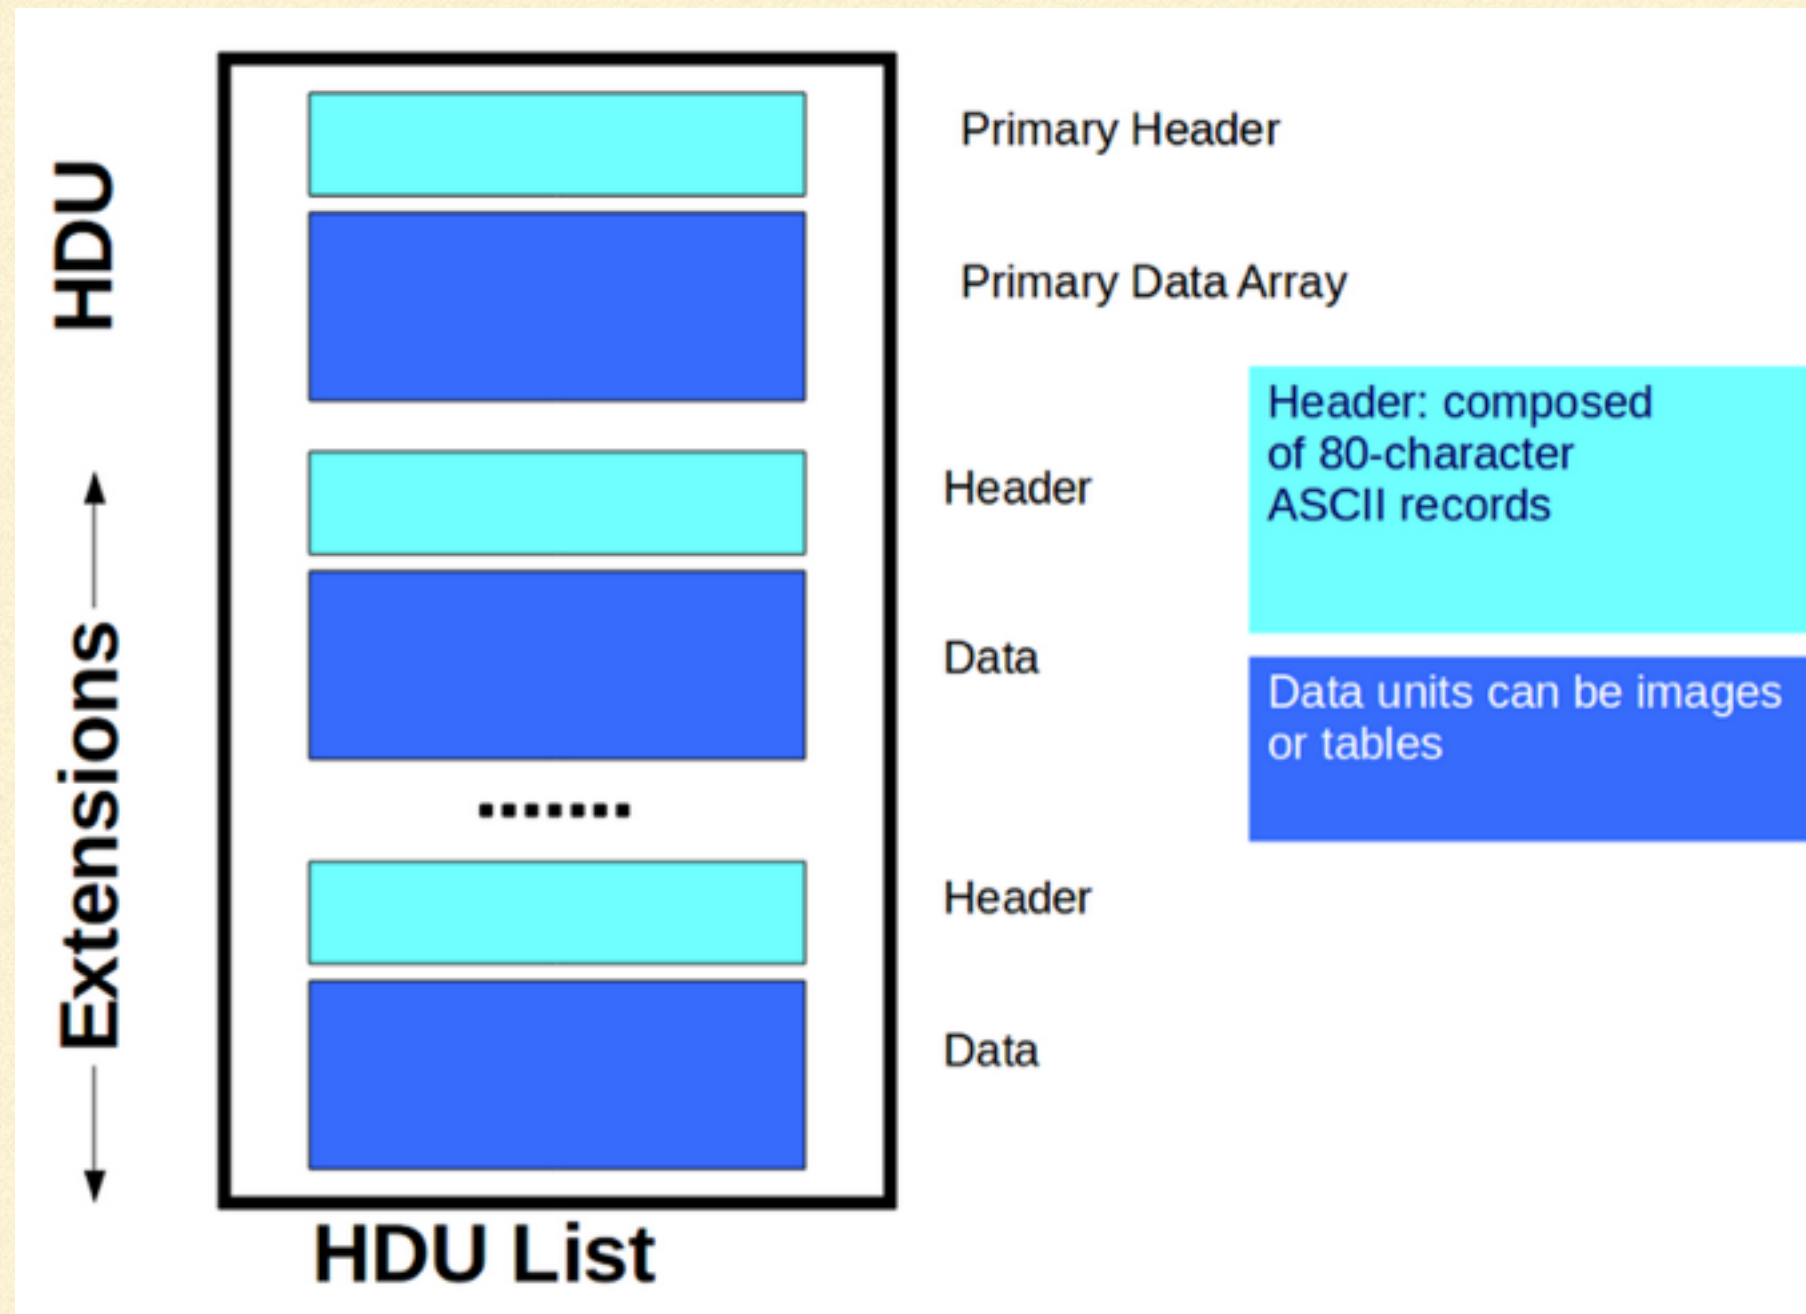 HDU
Primary Header
Primary Data Array
Extensions
Header
Data
.......
Header
Data
Header: composed
of 80-character
ASCII records
Data units can be images
or tables
HDU List